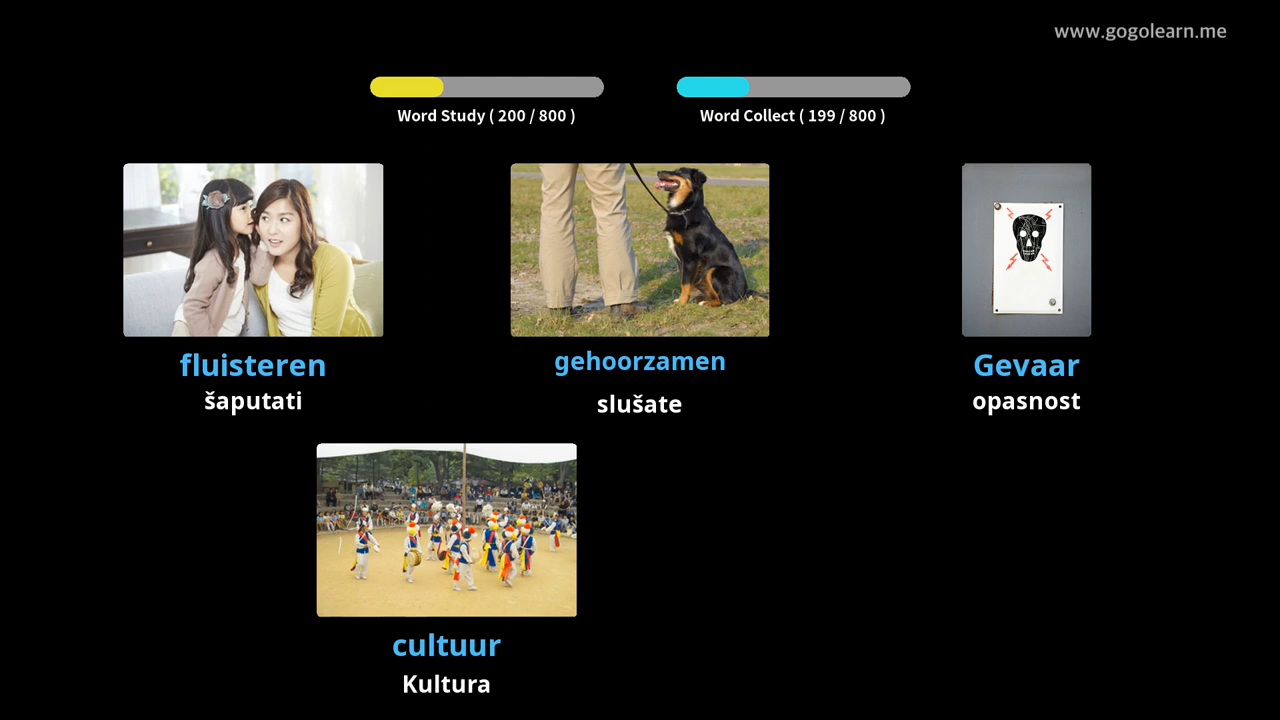 www.gogolearn.me
Word Study ( 200 / 800 )
Word Collect ( 199 / 800 )
fluisteren
šaputati
gehoorzamen
slušate
Gevaar
opasnost
cultuur
Kultura